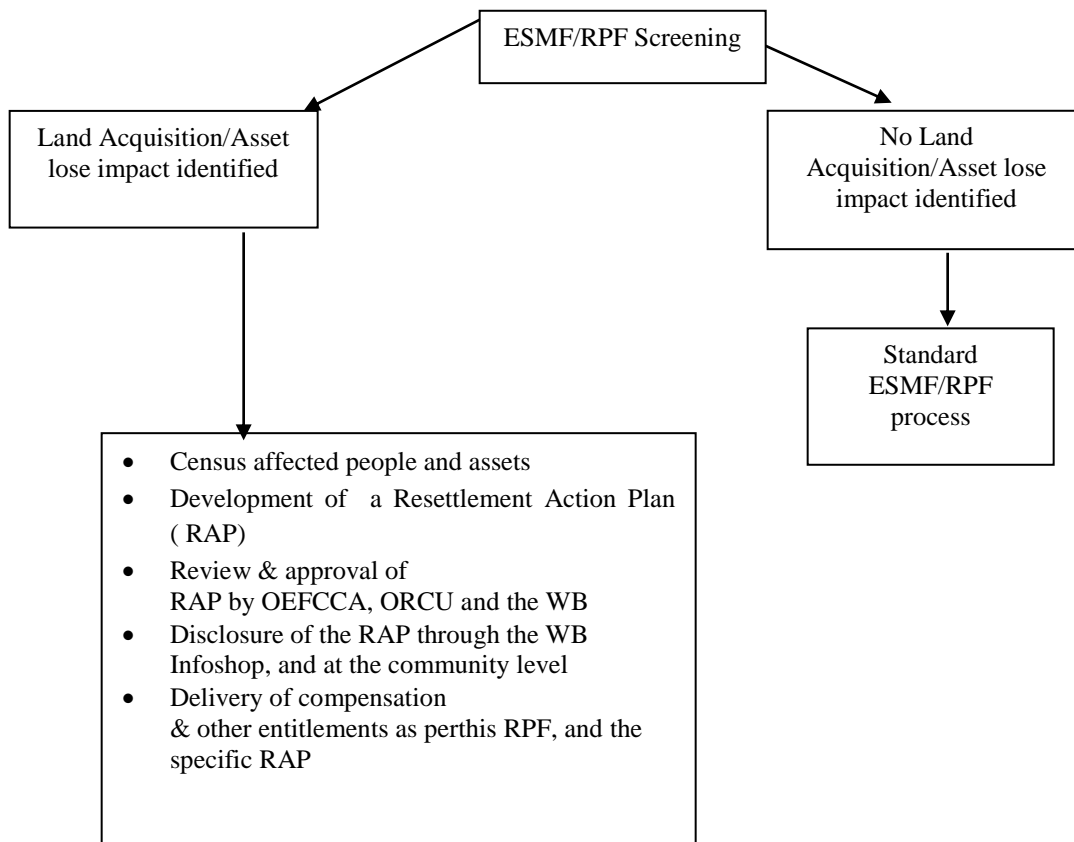 ESMF/RPF Screening
Land Acquisition/Asset
lose impact identified
No Land
Acquisition/Asset lose
impact identified
Standard
ESMF/RPF
process
• Census affected people and assets
• Development of a Resettlement Action Plan
( RAP)
• Review & approval of
RAP by OEFCCA, ORCU and the WB
• Disclosure of the RAP through the WB
Infoshop, and at the community level
• Delivery of compensation
& other entitlements as perthis RPF, and the
specific RAP